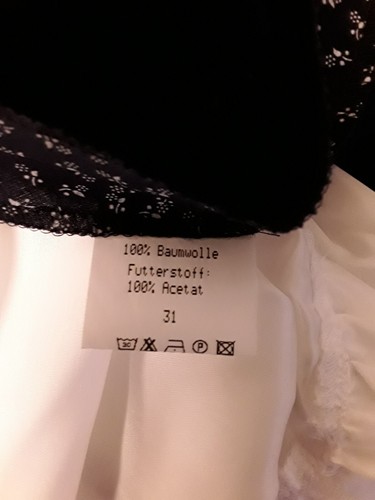 100% Baumwolle
Futterstoff:
100% Acetat
31
P